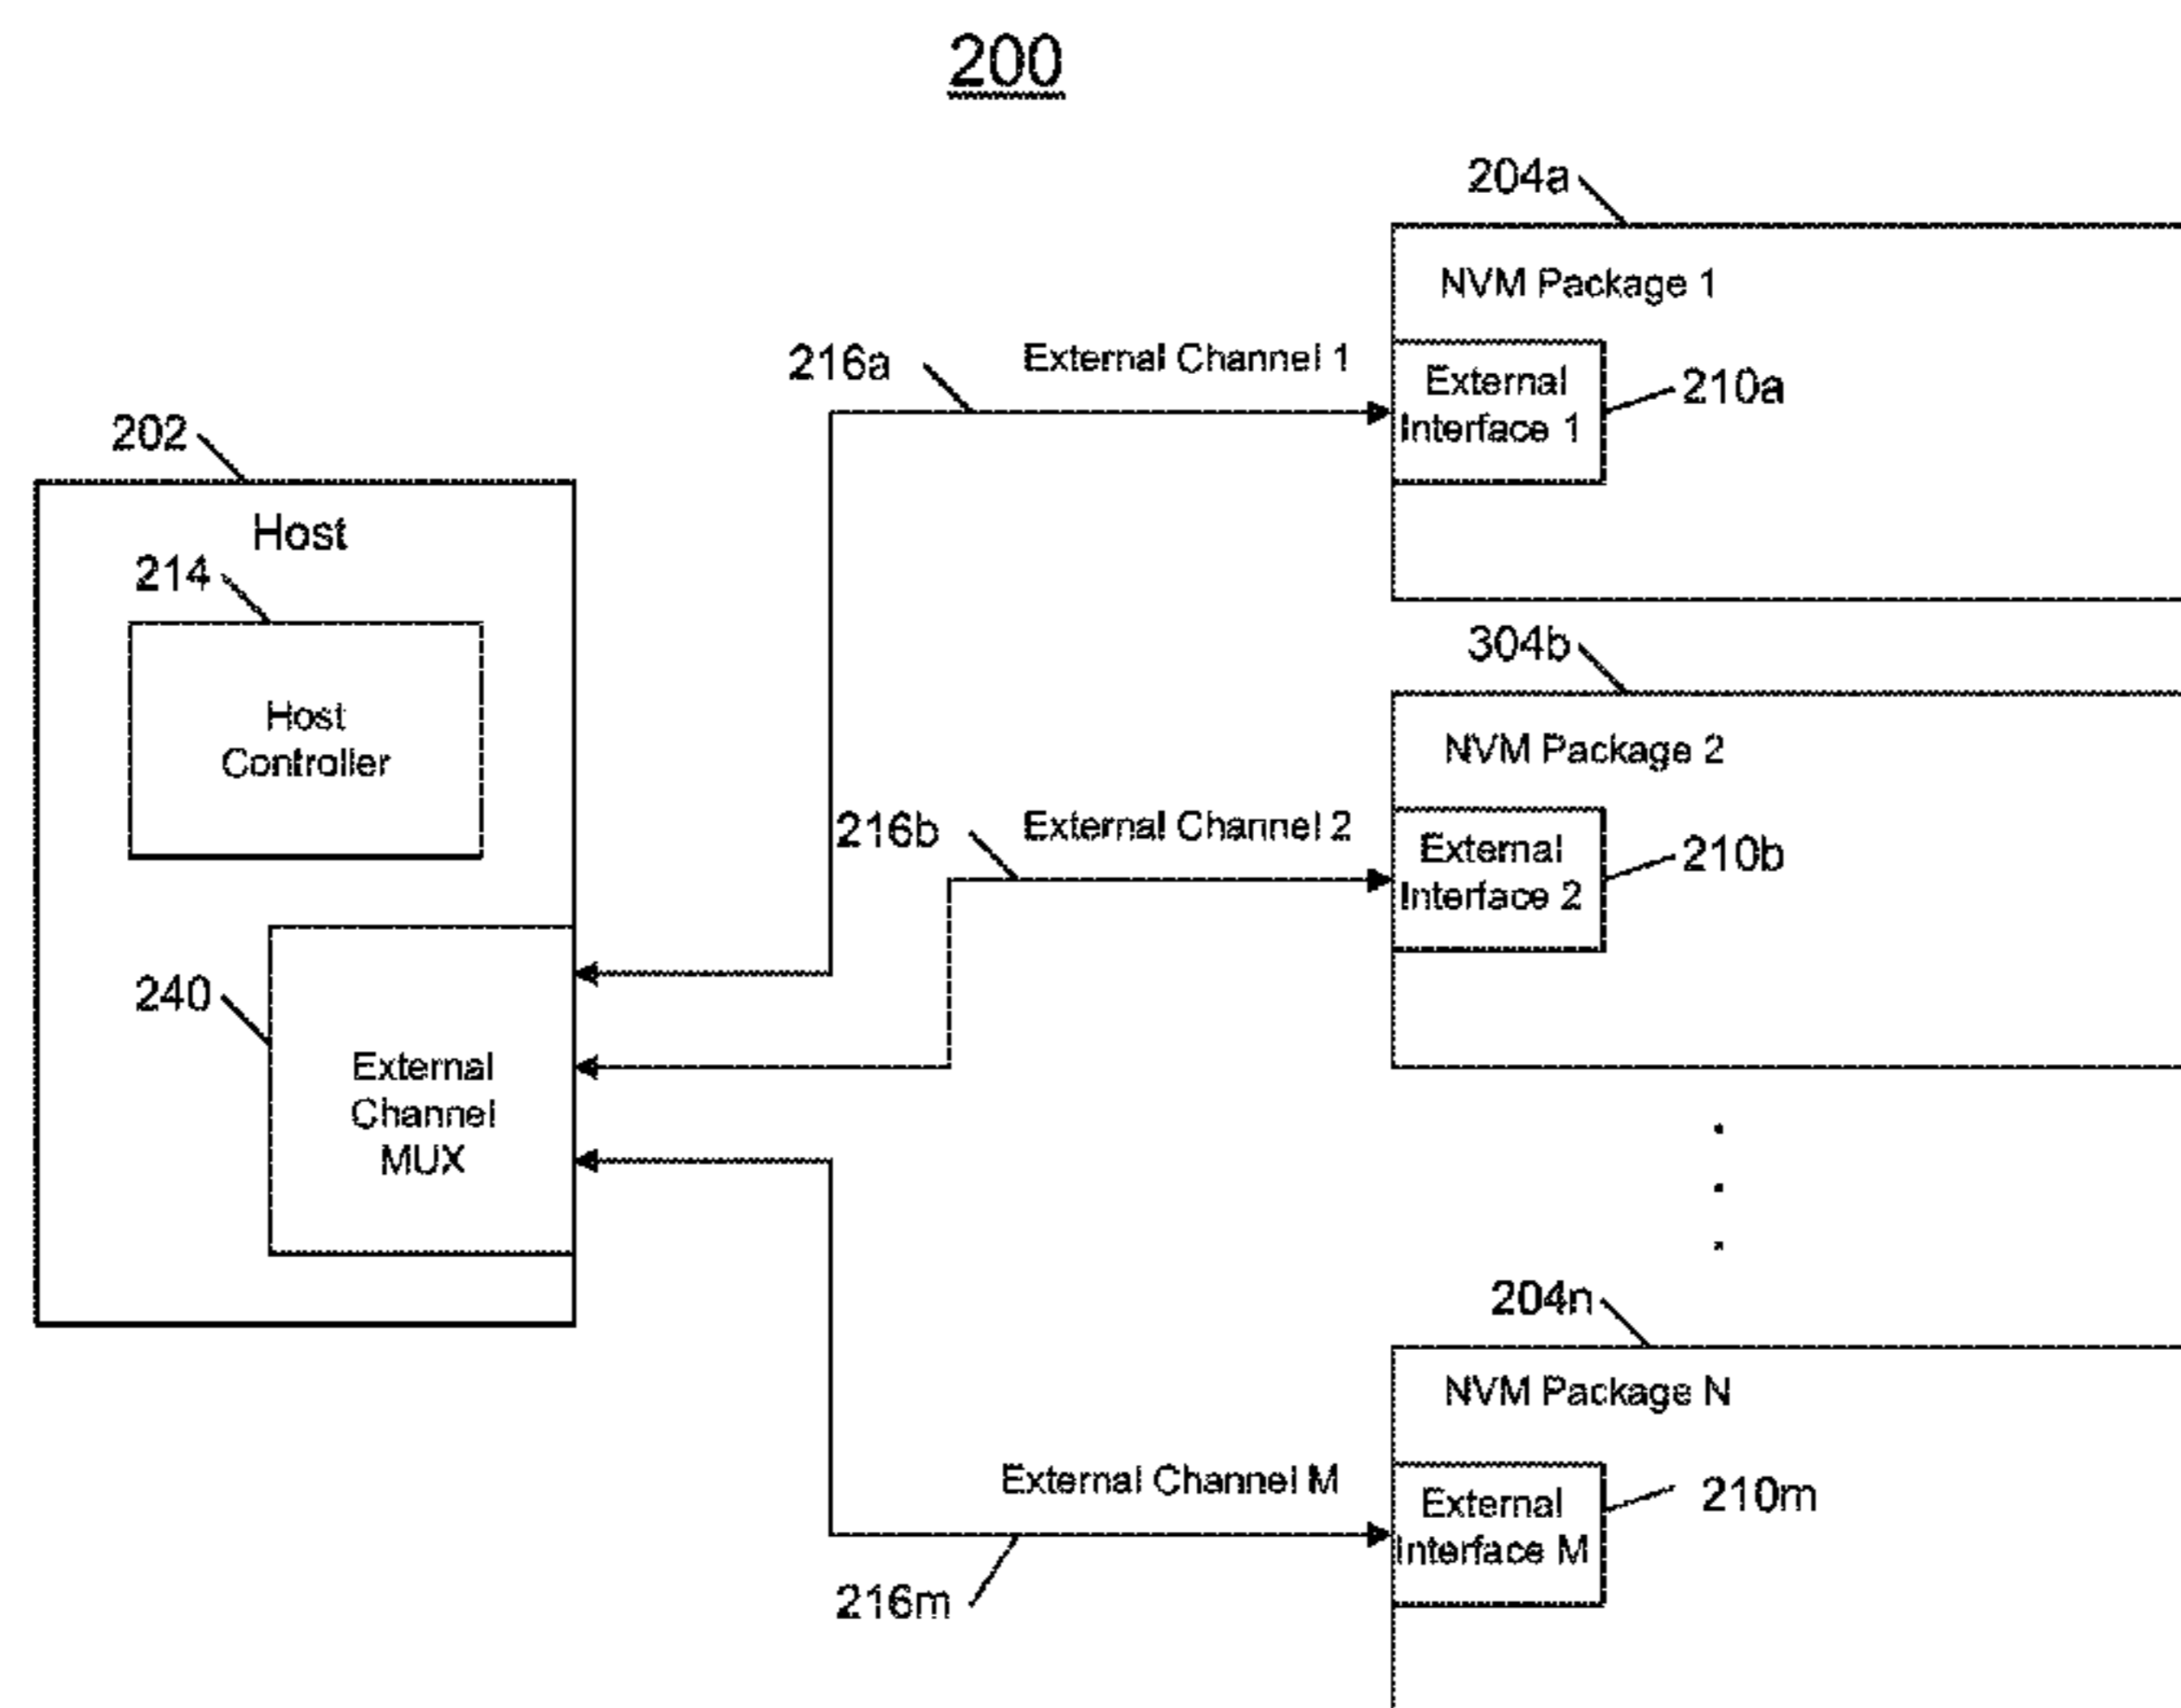 200
204a
NVM Package 1
216a
External Channel 1
External
Interface 1
210a
202
Host
214
Host
Controller
304b
NVM Package 2
216b
External Channel 2
External
Interface 2
210b
240
External
Channel
MUX
204n
NVM Package N
External Channel M
External
Interface M
210m
216m